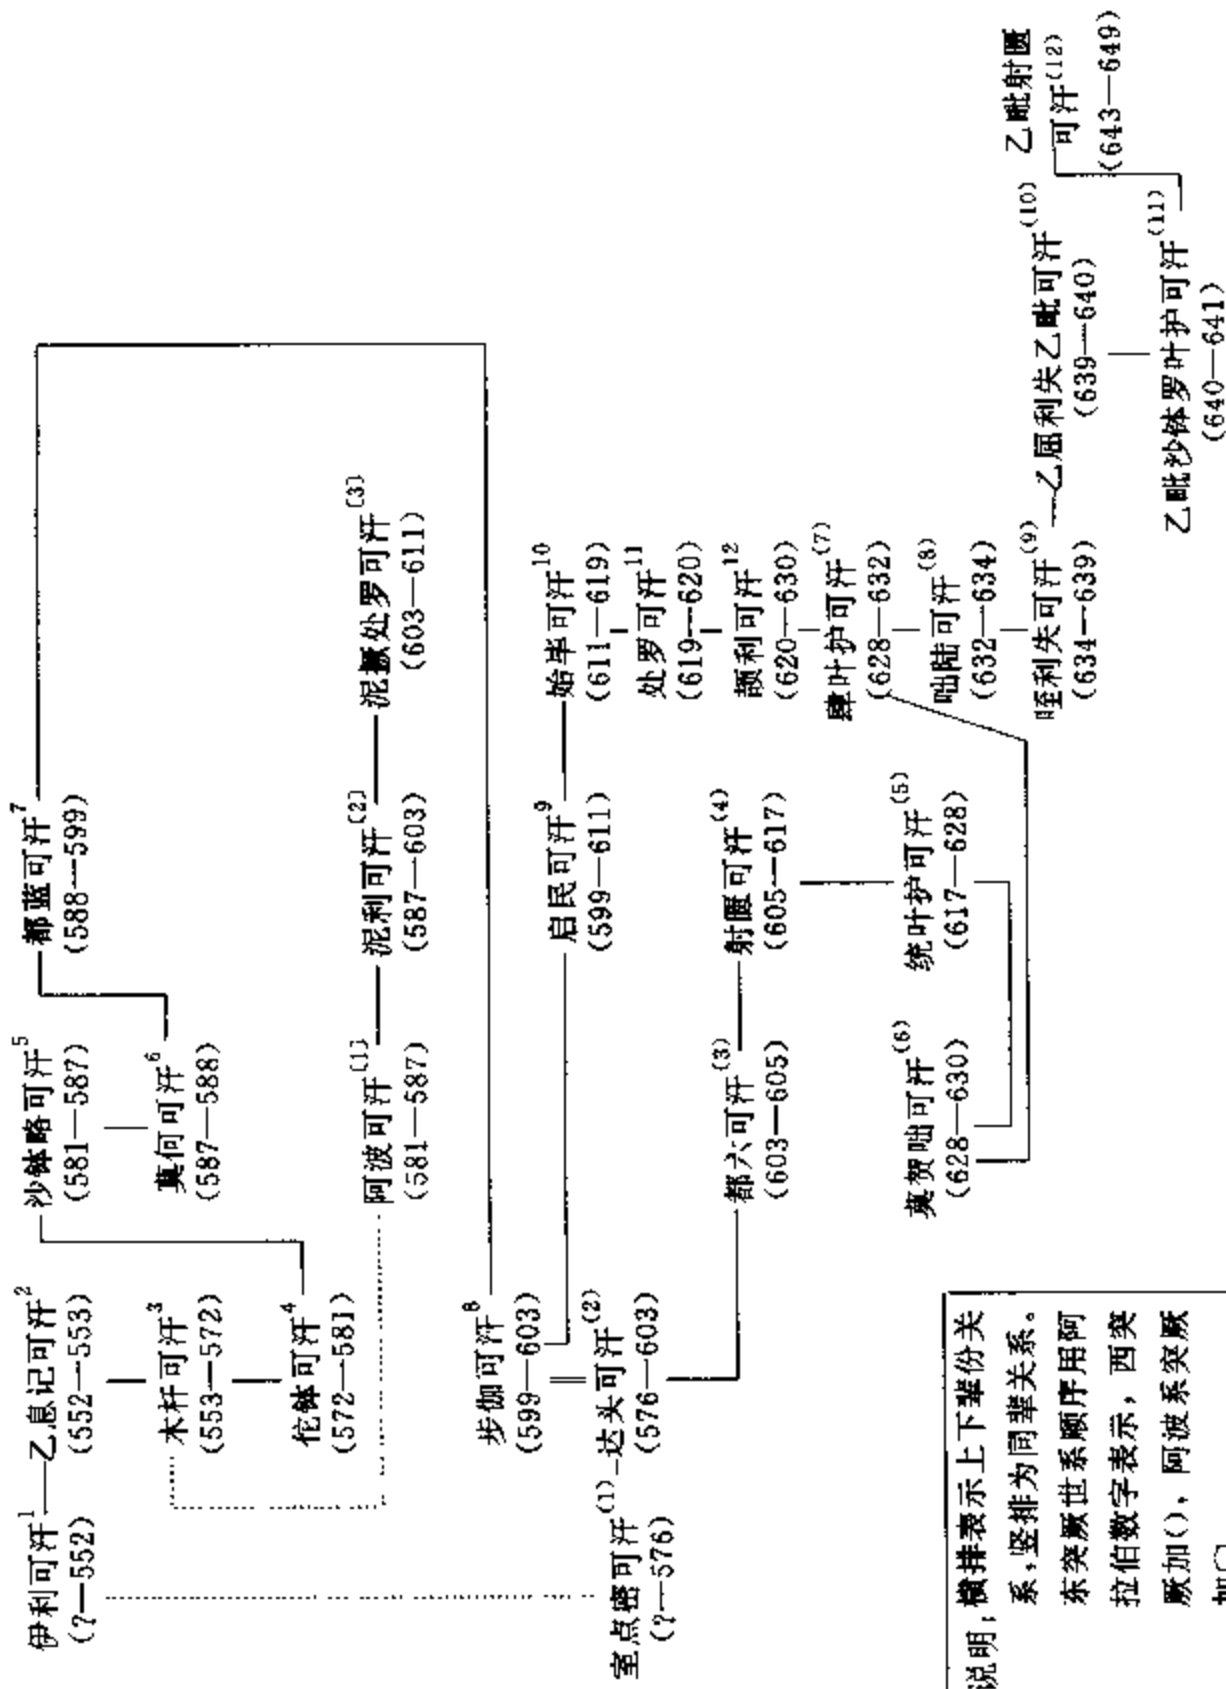 伊利可汗1—乙息记可汗2
(?—552)
(552—553)
木杆可汗3
(553—572)
佗钵可汗4
(572—581)
沙钵略可汗5
(581—587)
莫何可汗6
(587—588)
都蓝可汗7
(588—599)
阿波可汗[1]
(581—587)
泥利可汗[2]
(587—603)
泥撅处罗可汗[3]
(603—611)
步伽可汗8
(599—603)
启民可汗9
(599—611)
始毕可汗10
(611—619)
处罗可汗11
(619—620)
颉利可汗12
(620—630)
室点密可汗(1)—达头可汗(2)
(?—576)
(576—603)
都六可汗(3)
(603—605)
射匮可汗(4)
(605—617)
统叶护可汗(5)
(617—628)
莫贺咄可汗(6)
(628—630)
肆叶护可汗(7)
(628—632)
咄陆可汗(8)
(632—634)
咥利失可汗(9)
(634—639)
乙屈利失乙毗可汗(10)
(639—640)
乙毗沙钵罗叶护可汗(11)
(640—641)
乙毗射匮
可汗(12)
(643—649)
说明:横排表示上下辈份关
系,竖排为同辈关系。
东突厥世系顺序用阿
拉伯数字表示,西突
厥加(),阿波系突厥